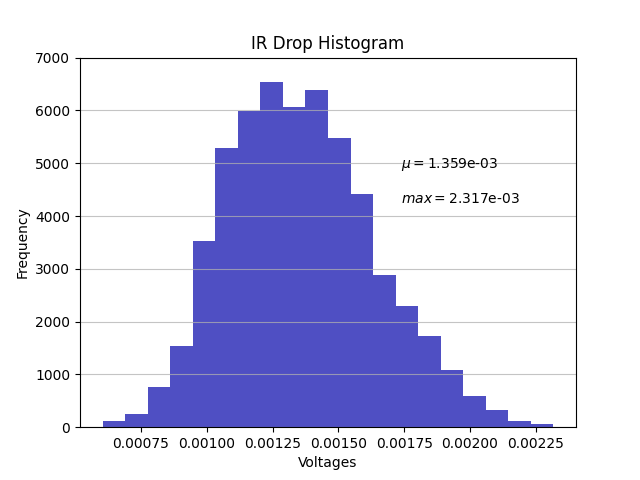 IR Drop Histogram
7000
6000
5000
4000
3000
2000
1000
0
Frequency
μ = 1.359e-03
max = 2.317e-03
0.00075 0.00100 0.00125 0.00150 0.00175 0.00200 0.00225
Voltages